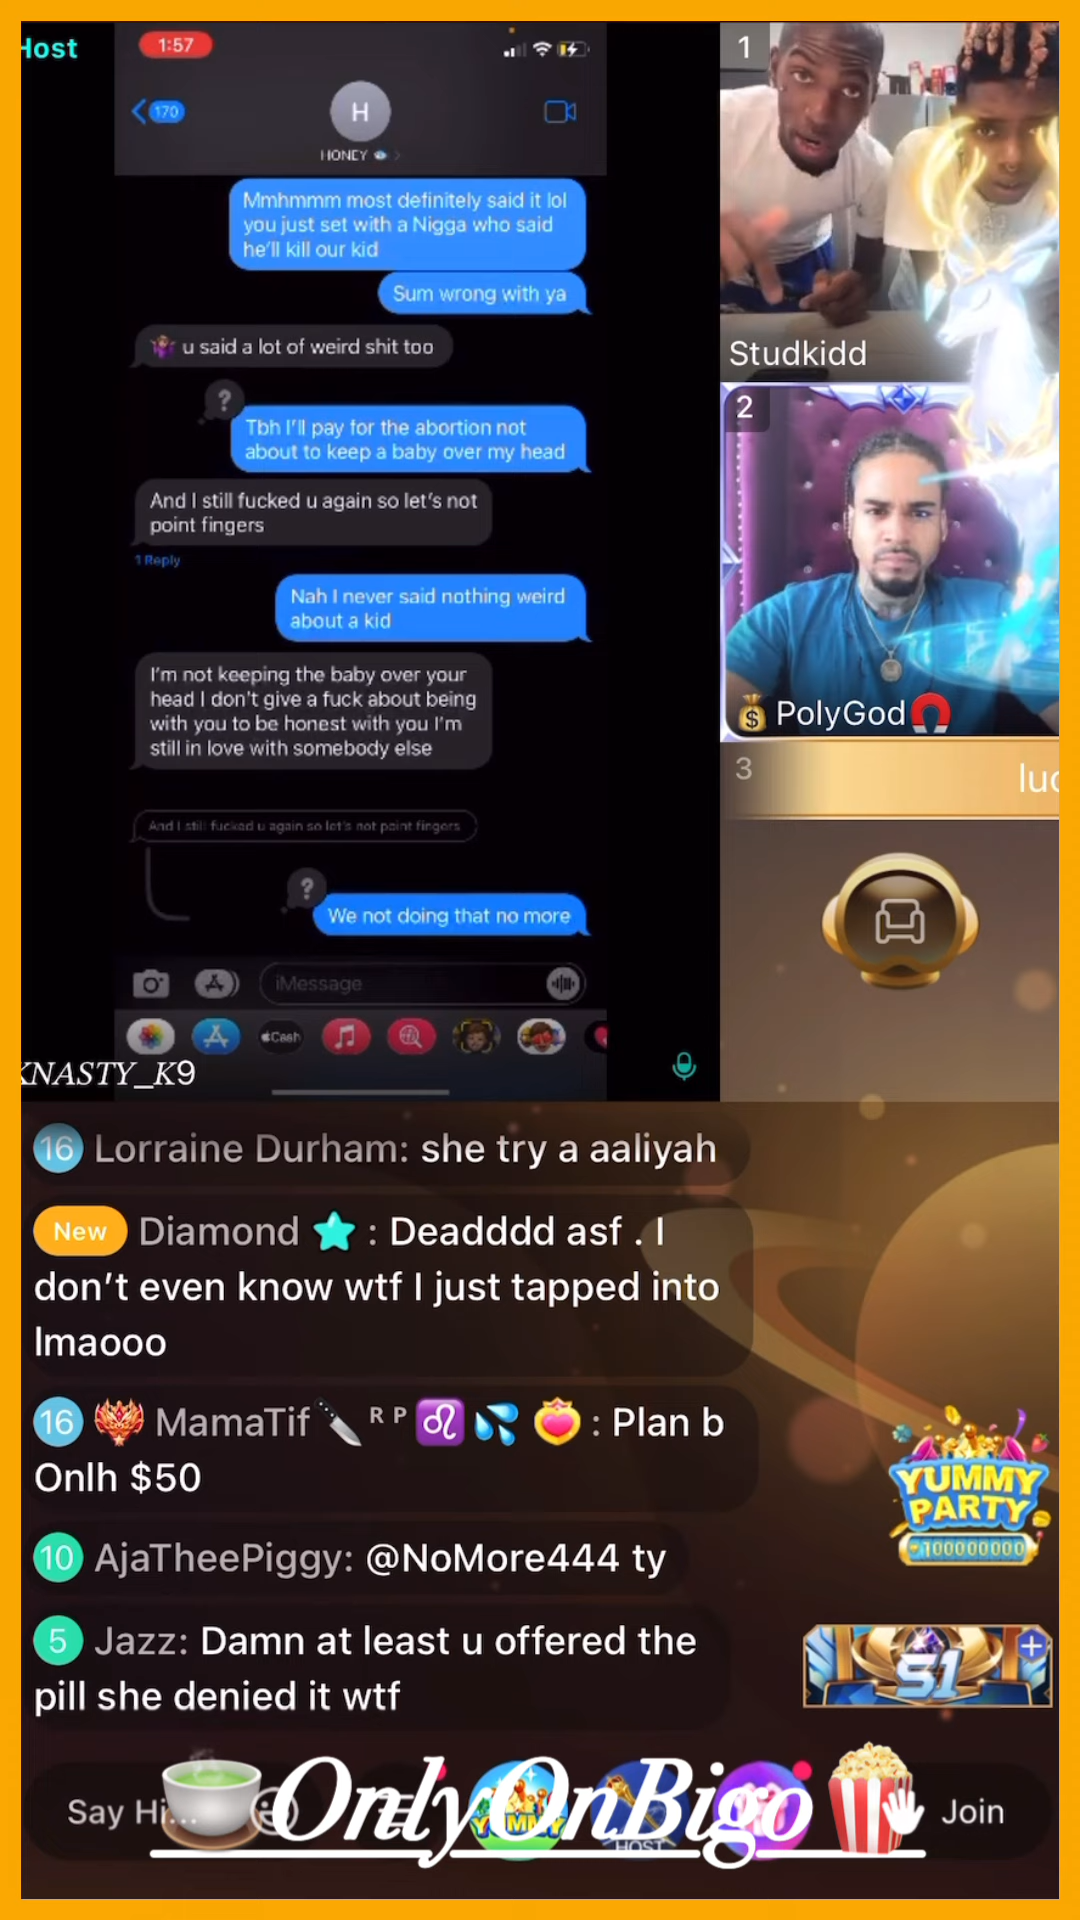 Host
1:57
170
H
HONEY
Mmhmmm most definitely said it lol
you just set with a Nigga who said
he'll kill our kid
Sum wrong with ya
u said a lot of weird shit too
?
Tbh I'll pay for the abortion not
about to keep a baby over my head
And I still fucked u again so let's not
point fingers
1 Reply
Nah I never said nothing weird
about a kid
I'm not keeping the baby over your
head I don't give a fuck about being
with you to be honest with you I'm
still in love with somebody else
And I still fucked u again so let's not point fingers
?
We not doing that no more
iMessage
Cash
KNASTY_K9
1
Studkidd
2
PolyGod
3
luc
16 Lorraine Durham: she try a aaliyah
New Diamond : Deadddd asf . I
don't even know wtf I just tapped into
lmaooo
16 MamaTif R P : Plan b
Onlh $50
10 AjaTheePiggy: @NoMore444 ty
5 Jazz: Damn at least u offered the
pill she denied it wtf
YUMMY
PARTY
100000000
S1
Say Hi...
OnlyOnBigo
YUMMY
HOST
Join